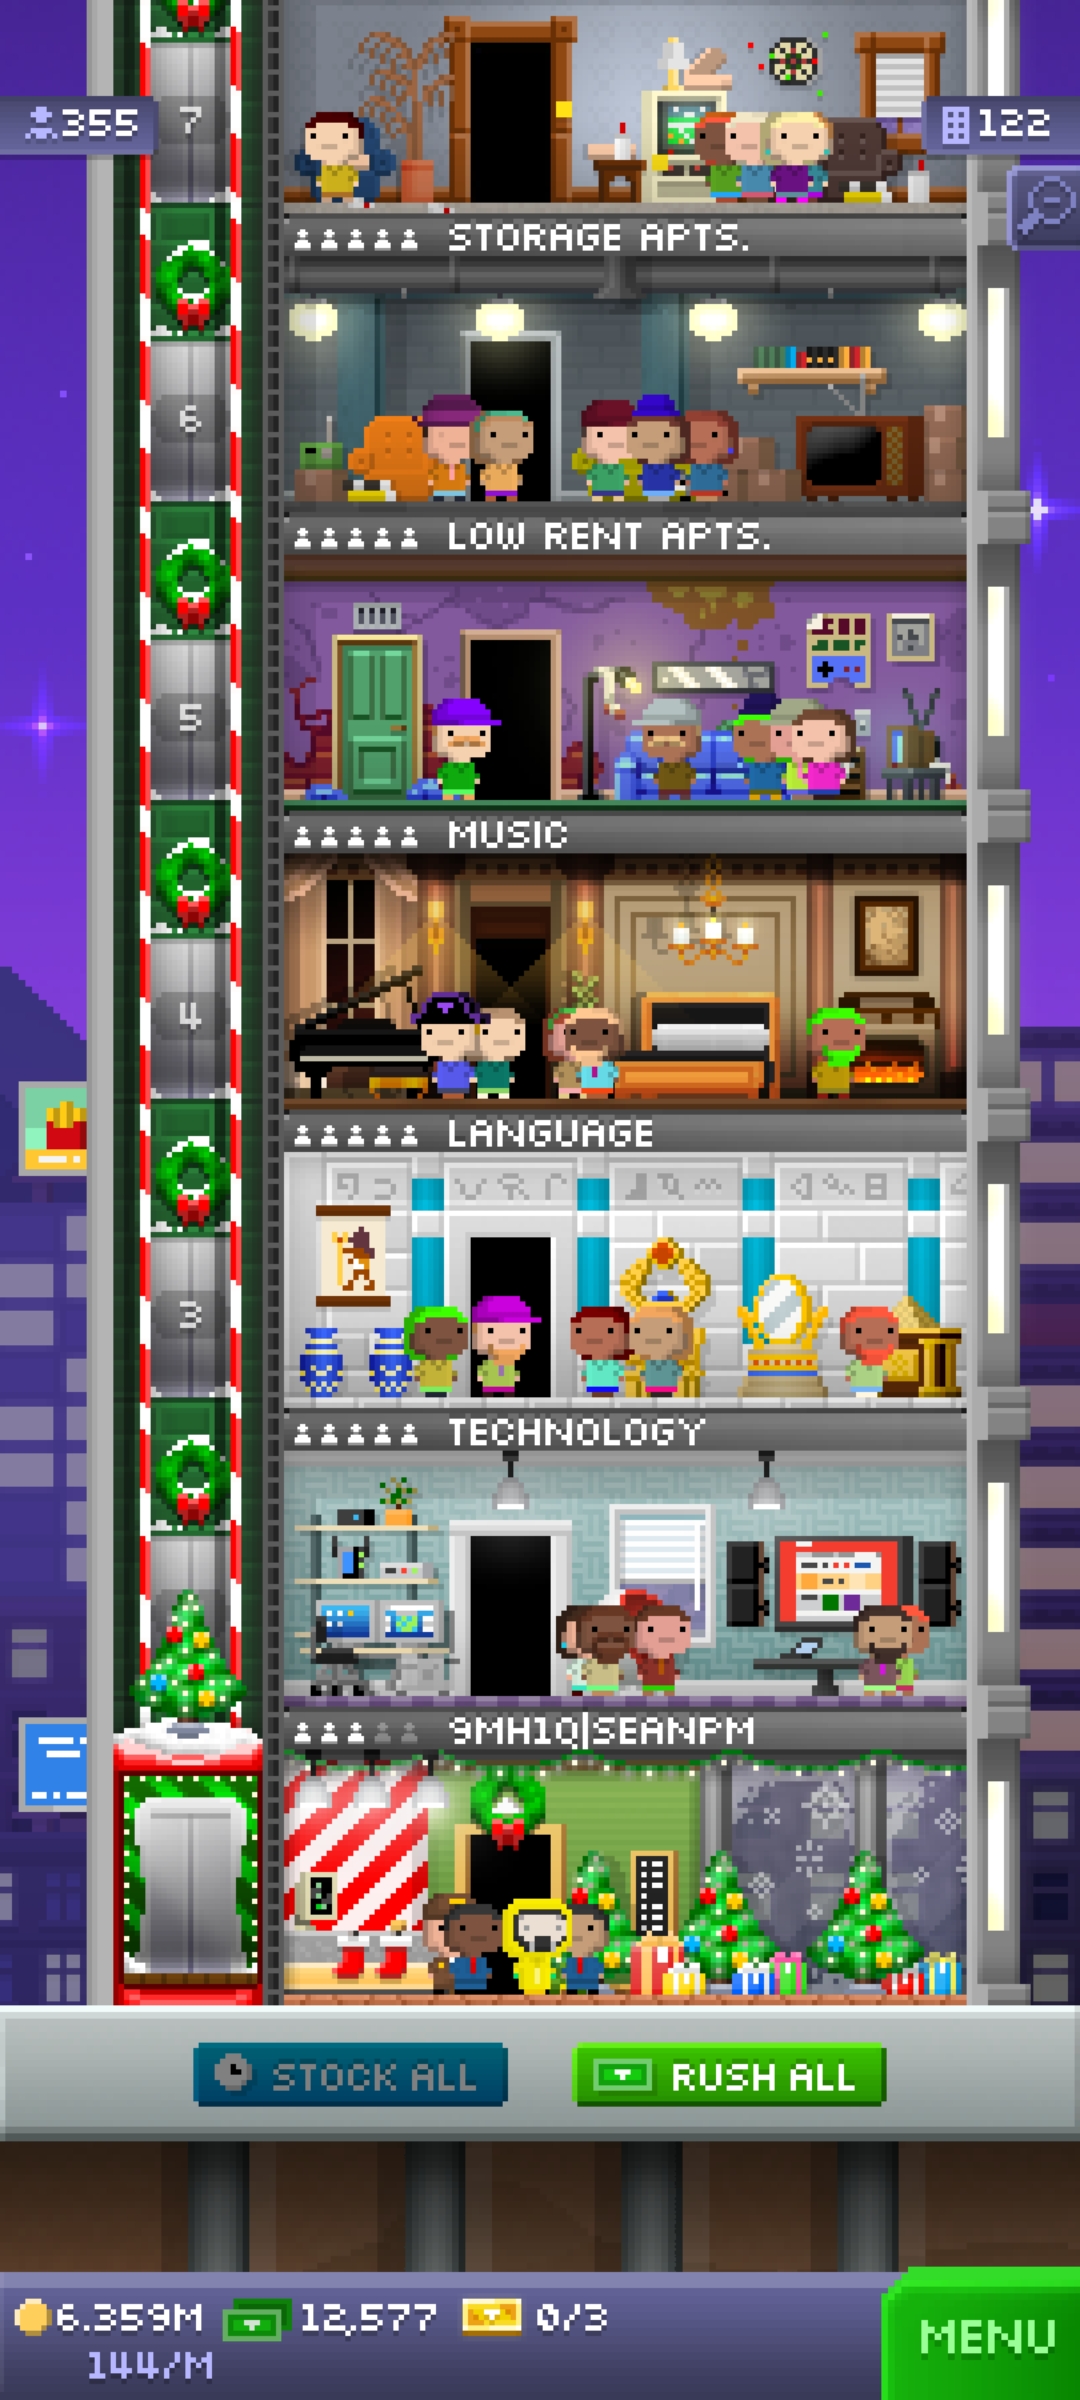 7
355
122
STORAGE APTS.
6
LOW RENT APTS.
5
MUSIC
4
LANGUAGE
3
TECHNOLOGY
9MH1Q|SEANPM
STOCK ALL
RUSH ALL
6.359M
12,577
0/3
144/M
MENU